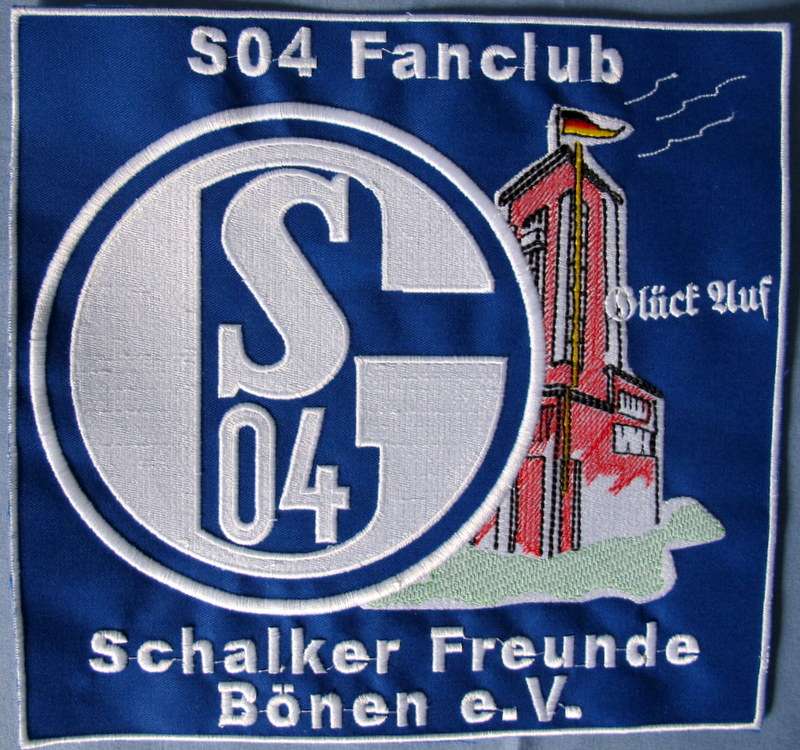 S04 Fanclub
Glück Auf
S
04
Schalker Freunde
Bönen e.V.